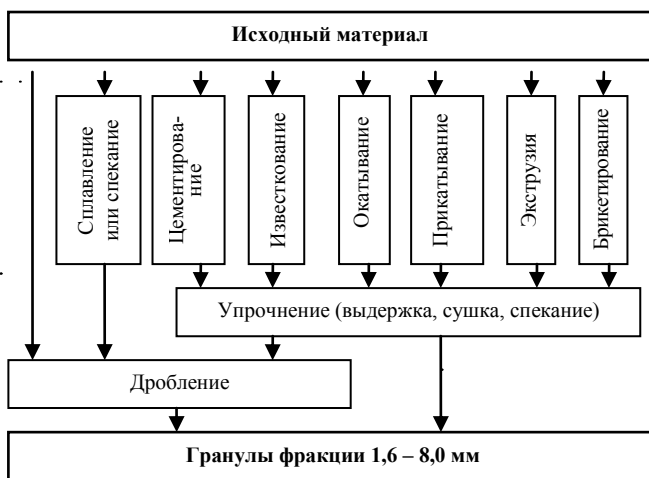 Исходный материал
Сплавление
или спекание
Цементирова-
ние
Известкование
Окатывание
Прикатывание
Экструзия
Брикетирование
Упрочнение (выдержка, сушка, спекание)
Дробление
Гранулы фракции 1,6 – 8,0 мм